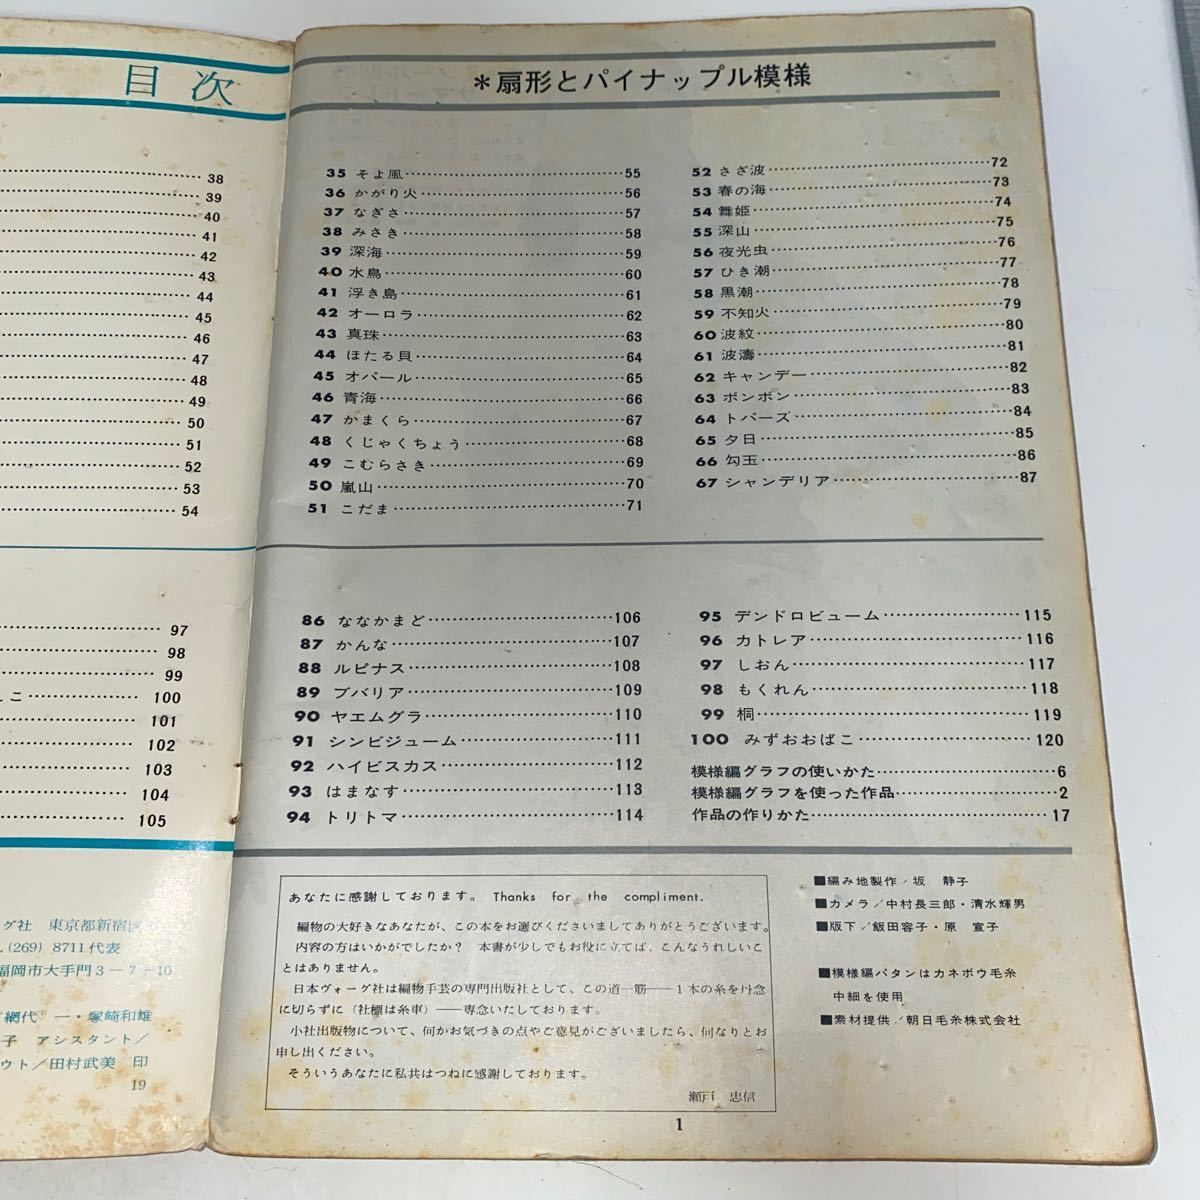 目次
38
39
40
41
42
43
44
45
46
47
48
49
50
51
52
53
54
97
98
99
こ 100
101
102
103
104
105
グ社 東京都新宿区
(269) 8711代表
福岡市大手門3-7-10
網代 一・塚崎和雄
子 アシスタント/
ウト/田村武美 印
19
*扇形とパイナップル模様
35 そよ風 55
36 かがり火 56
37 なぎさ 57
38 みさき 58
39 深海 59
40 水鳥 60
41 浮き島 61
42 オーロラ 62
43 真珠 63
44 ほたる貝 64
45 オパール 65
46 青海 66
47 かまくら 67
48 くじゃくちょう 68
49 こむらさき 69
50 嵐山 70
51 こだま 71
52 さざ波 72
53 春の海 73
54 舞姫 74
55 深山 75
56 夜光虫 76
57 ひき潮 77
58 黒潮 78
59 不知火 79
60 波紋 80
61 波濤 81
62 キャンデー 82
63 ボンボン 83
64 トパーズ 84
65 夕日 85
66 勾玉 86
67 シャンデリア 87
86 ななかまど 106
87 かんな 107
88 ルピナス 108
89 ブバリア 109
90 ヤエムグラ 110
91 シンビジューム 111
92 ハイビスカス 112
93 はまなす 113
94 トリトマ 114
95 デンドロビューム 115
96 カトレア 116
97 しおん 117
98 もくれん 118
99 桐 119
100 みずおおばこ 120
模様編グラフの使いかた 6
模様編グラフを使った作品 2
作品の作りかた 17
あなたに感謝しております。 Thanks for the compliment.
編物の大好きなあなたが、この本をお選びくださいましてありがとうございます。
内容の方はいかがでしたか? 本書が少しでもお役に立てば、こんなうれしいこ
とはありません。
日本ヴォーグ社は編物手芸の専門出版社として、この道一筋——1本の糸を丹念
に切らずに(社標は糸車)——専念いたしております。
小社出版物について、何かお気づきの点やご意見がございましたら、何なりとお
申し出ください。
そういうあなたに私共はつねに感謝しております。
瀬戸 忠信
■編み地製作/坂 静子
■カメラ/中村長三郎・清水輝男
■版下/飯田容子・原 宣子
■模様編パタンはカネボウ毛糸
中細を使用
■素材提供/朝日毛糸株式会社
1